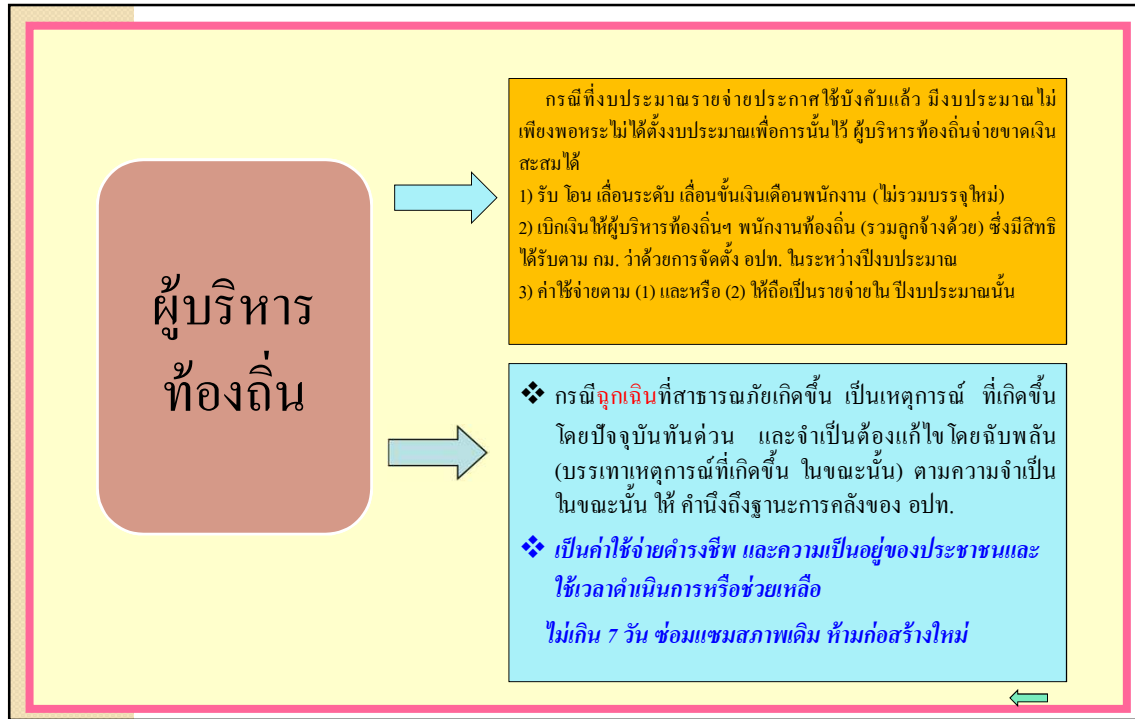 ผู้บริหาร
ท้องถิ่น
กรณีที่งบประมาณรายจ่ายประกาศใช้บังคับแล้ว มีงบประมาณไม่
เพียงพอหระไม่ได้ตั้งงบประมาณเพื่อการนั้นไว้ ผู้บริหารท้องถิ่นจ่ายขาดเงิน
สะสมได้
1) รับ โอน เลื่อนระดับ เลื่อนขั้นเงินเดือนพนักงาน (ไม่รวมบรรจุใหม่)
2) เบิกเงินให้ผู้บริหารท้องถิ่นฯ พนักงานท้องถิ่น (รวมลูกจ้างด้วย) ซึ่งมีสิทธิ
ได้รับตาม กม. ว่าด้วยการจัดตั้ง อปท. ในระหว่างปีงบประมาณ
3) ค่าใช้จ่ายตาม (1) และหรือ (2) ให้ถือเป็นรายจ่ายใน ปีงบประมาณนั้น
❖ กรณีฉุกเฉินที่สาธารณภัยเกิดขึ้น เป็นเหตุการณ์ ที่เกิดขึ้น
โดยปัจจุบันทันด่วน และจำเป็นต้องแก้ไขโดยฉับพลัน
(บรรเทาเหตุการณ์ที่เกิดขึ้น ในขณะนั้น) ตามความจำเป็น
ในขณะนั้น ให้ คำนึงถึงฐานะการคลังของ อปท.
❖ เป็นค่าใช้จ่ายดำรงชีพ และความเป็นอยู่ของประชาชนและ
ใช้เวลาดำเนินการหรือช่วยเหลือ
ไม่เกิน 7 วัน ซ่อมแซมสภาพเดิม ห้ามก่อสร้างใหม่